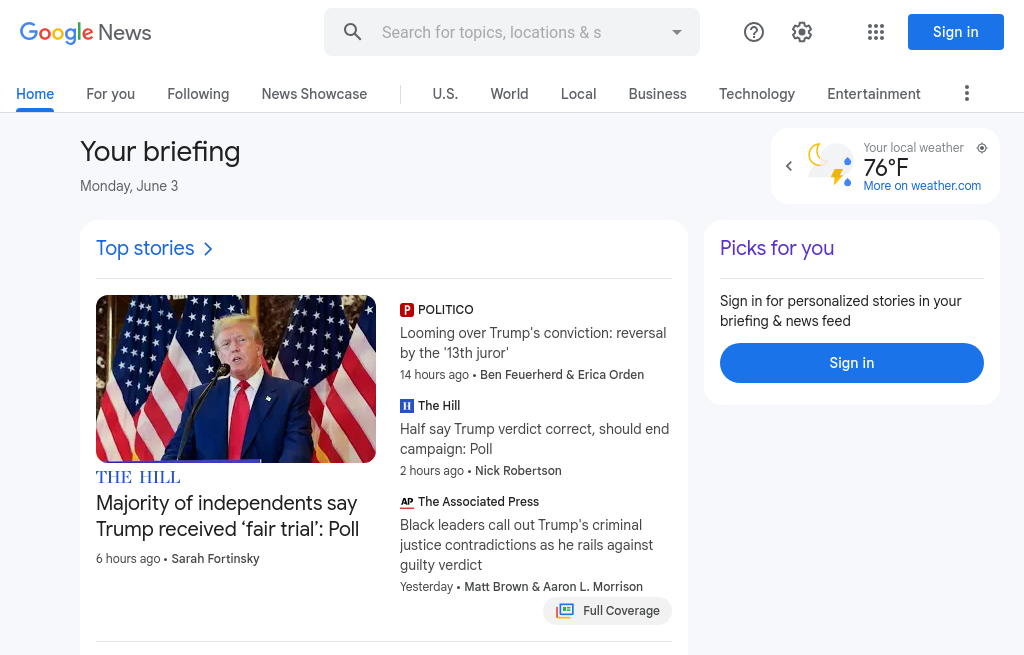 Google News
Search for topics, locations & s
Sign in
Home
For you
Following
News Showcase
U.S.
World
Local
Business
Technology
Entertainment
Your briefing
Monday, June 3
Your local weather
76°F
More on weather.com
Top stories
THE HILL
Majority of independents say
Trump received ‘fair trial’: Poll
6 hours ago • Sarah Fortinsky
POLITICO
Looming over Trump's conviction: reversal
by the '13th juror'
14 hours ago • Ben Feuerherd & Erica Orden
H The Hill
Half say Trump verdict correct, should end
campaign: Poll
2 hours ago • Nick Robertson
AP The Associated Press
Black leaders call out Trump's criminal
justice contradictions as he rails against
guilty verdict
Yesterday • Matt Brown & Aaron L. Morrison
Full Coverage
Picks for you
Sign in for personalized stories in your
briefing & news feed
Sign in